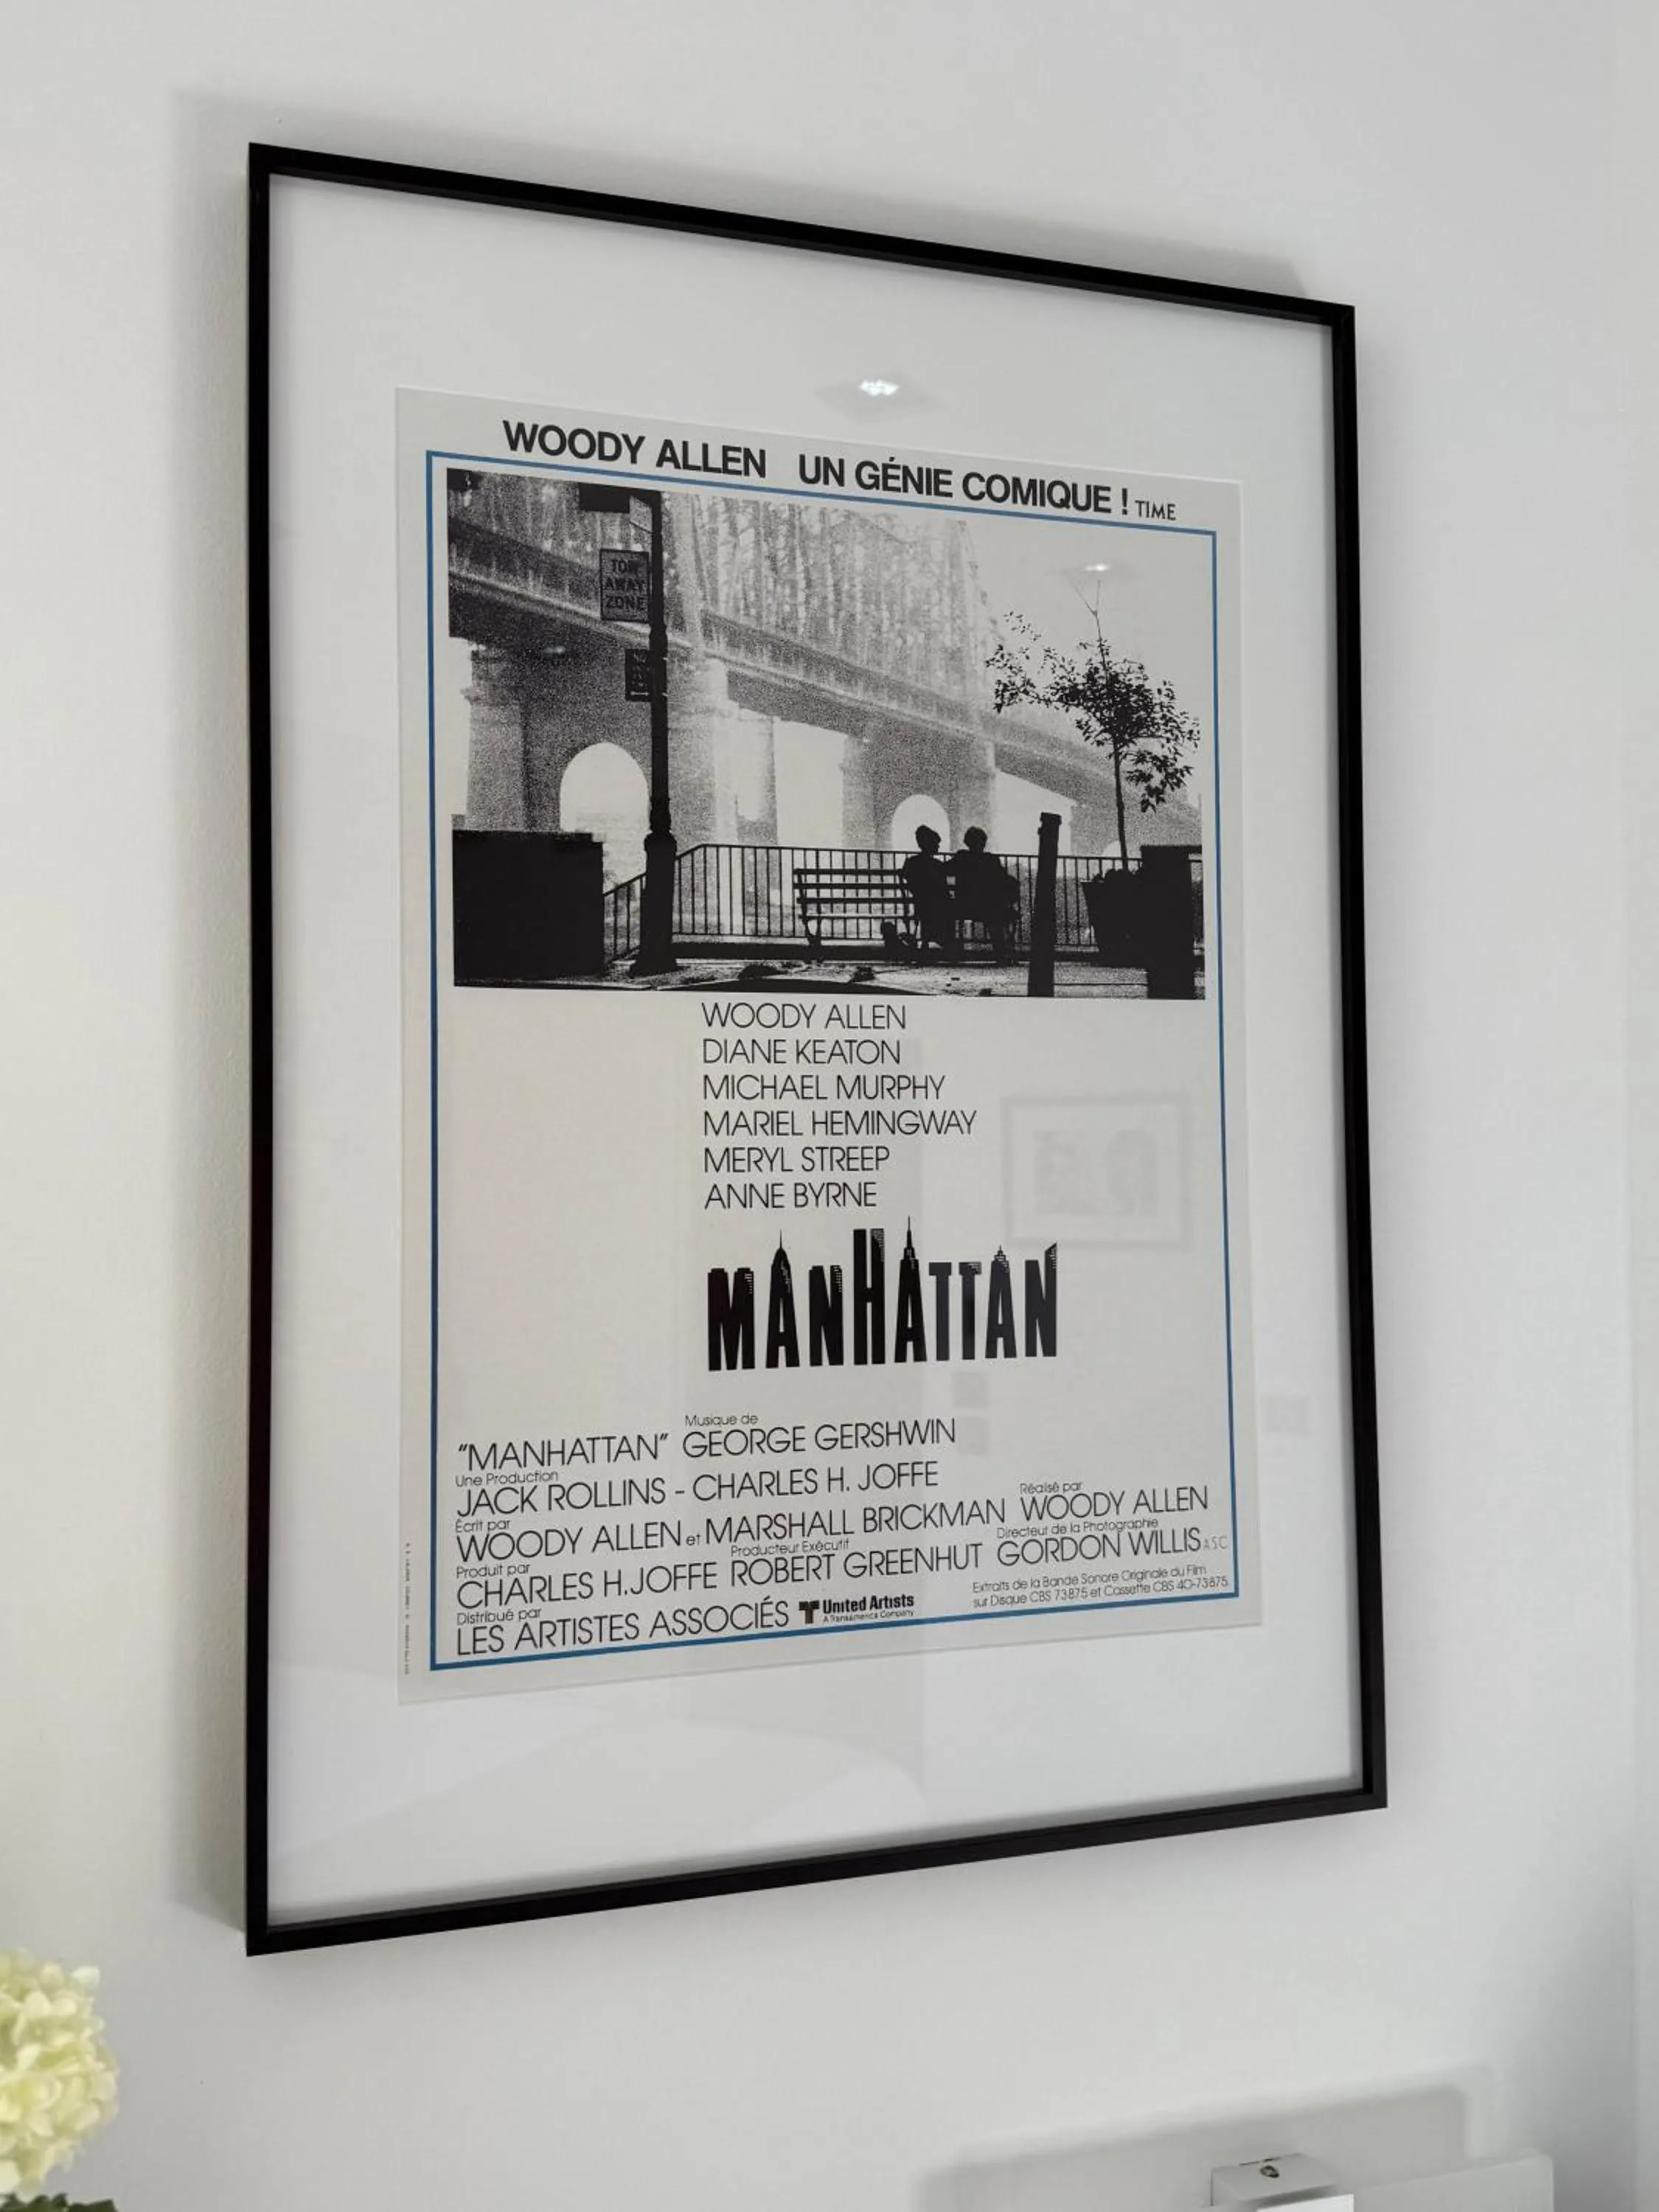 WOODY ALLEN UN GÉNIE COMIQUE ! TIME
TOW
AWAY
ZONE
WOODY ALLEN
DIANE KEATON
MICHAEL MURPHY
MARIEL HEMINGWAY
MERYL STREEP
ANNE BYRNE
MANHATTAN
Musique de
“MANHATTAN” GEORGE GERSHWIN
Une Production
JACK ROLLINS - CHARLES H. JOFFE
Écrit par Réalisé par
WOODY ALLEN et MARSHALL BRICKMAN WOODY ALLEN
Produit par Producteur Exécutif Directeur de la Photographie
CHARLES H. JOFFE ROBERT GREENHUT GORDON WILLIS ASC
Distribué par
LES ARTISTES ASSOCIÉS United Artists
A Transamerica Company
Extraits de la Bande Sonore Originale du Film
sur Disque CBS 73875 et Cassette CBS 40-73875